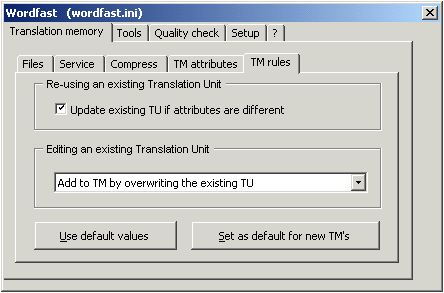 Wordfast (wordfast.ini)
Translation memory Tools Quality check Setup ?
Files Service Compress TM attributes TM rules
Re-using an existing Translation Unit
Update existing TU if attributes are different
Editing an existing Translation Unit
Add to TM by overwriting the existing TU
Use default values Set as default for new TM's